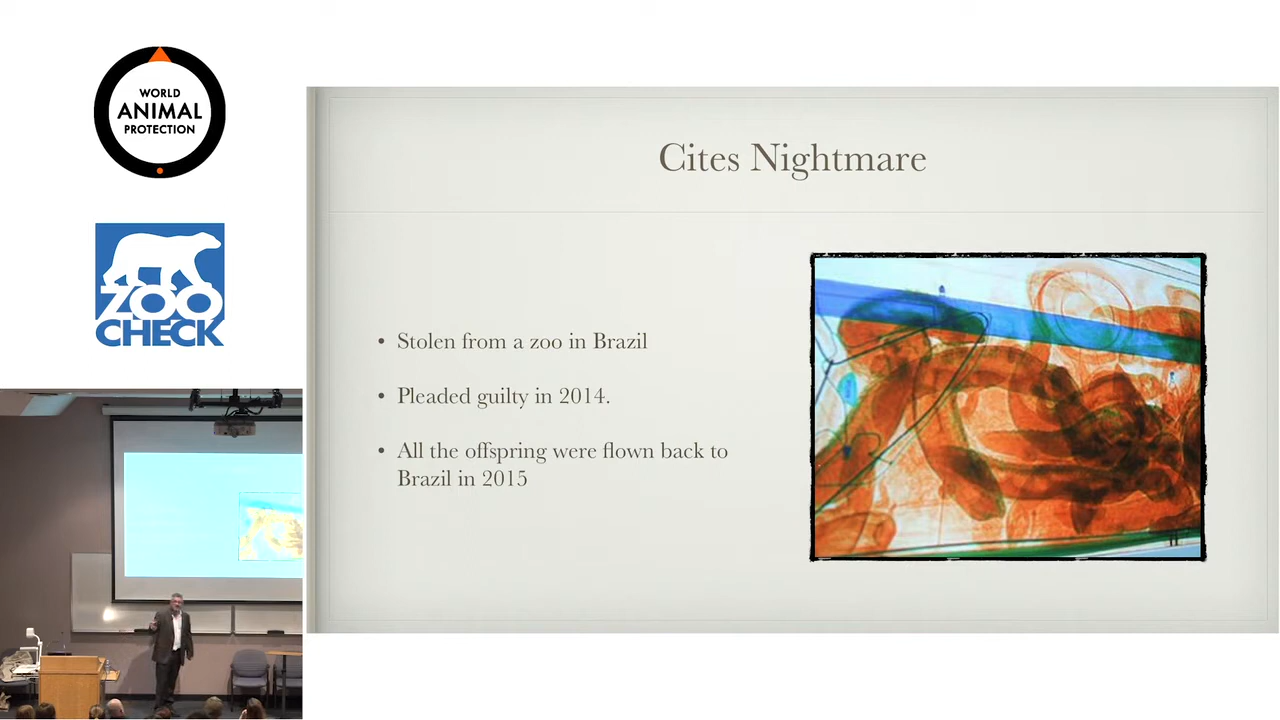 WORLD
ANIMAL
PROTECTION
ZOO
CHECK
Cites Nightmare
• Stolen from a zoo in Brazil
• Pleaded guilty in 2014.
• All the offspring were flown back to
Brazil in 2015